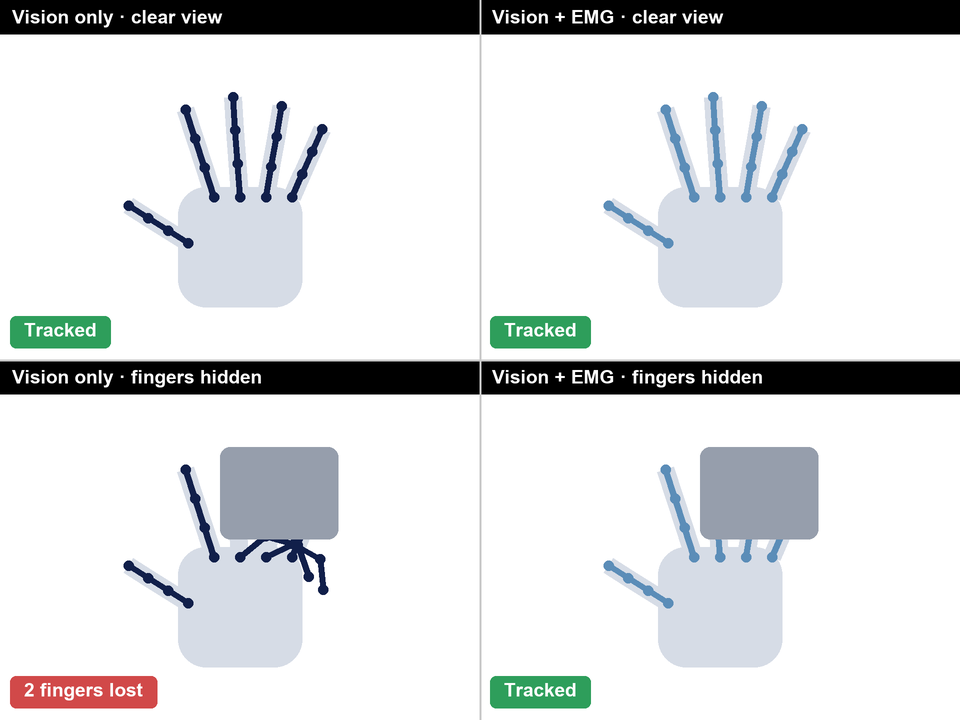 Vision only · clear view
Vision + EMG · clear view
Tracked
Tracked
Vision only · fingers hidden
Vision + EMG · fingers hidden
2 fingers lost
Tracked